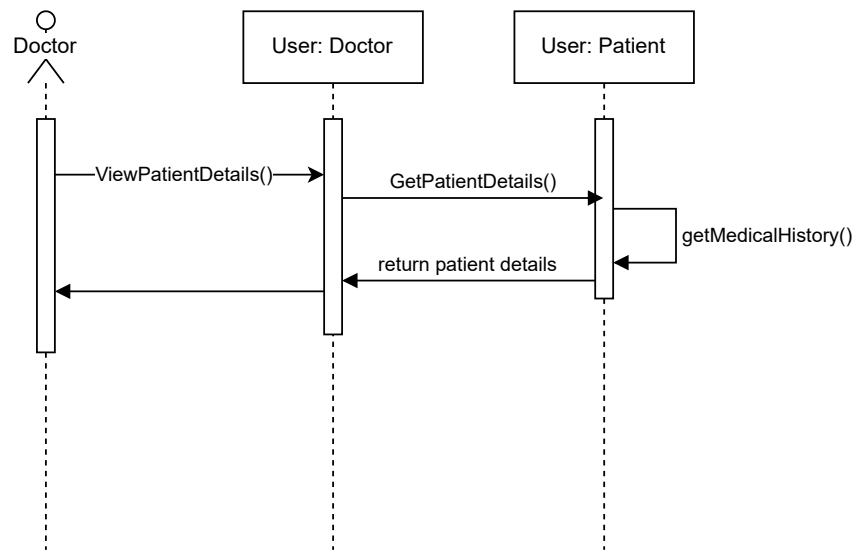 Doctor
User: Doctor
User: Patient
ViewPatientDetails()
GetPatientDetails()
getMedicalHistory()
return patient details